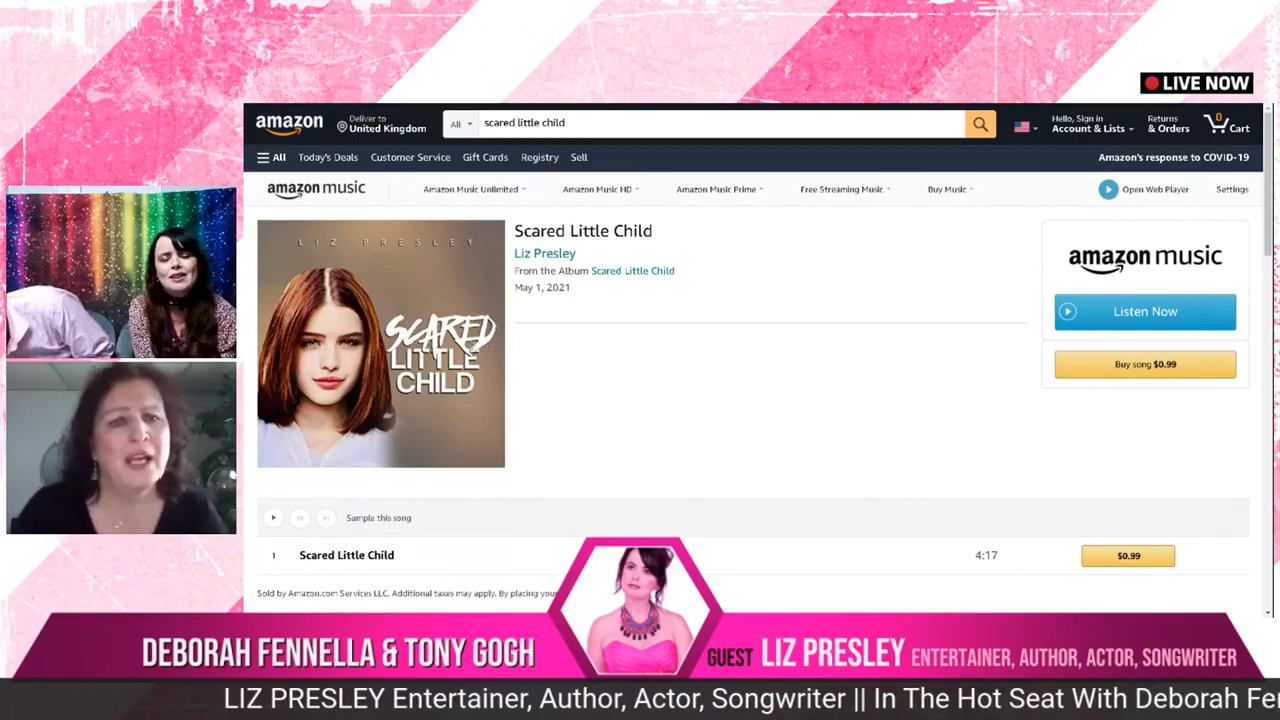 LIVE NOW
amazon
Deliver to
United Kingdom
All
scared little child
Hello, Sign in
Account & Lists
Returns
& Orders
0
Cart
All
Today's Deals
Customer Service
Gift Cards
Registry
Sell
Amazon's response to COVID-19
amazon music
Amazon Music Unlimited
Amazon Music HD
Amazon Music Prime
Free Streaming Music
Buy Music
Open Web Player
Settings
LIZ PRESLEY
SCARED
LITTLE
CHILD
Scared Little Child
Liz Presley
From the Album Scared Little Child
May 1, 2021
amazon music
Listen Now
Buy song $0.99
Sample this song
1 Scared Little Child 4:17 $0.99
Sold by Amazon.com Services LLC. Additional taxes may apply. By placing your
DEBORAH FENNELLA & TONY GOGH
GUEST LIZ PRESLEY ENTERTAINER, AUTHOR, ACTOR, SONGWRITER
LIZ PRESLEY Entertainer, Author, Actor, Songwriter || In The Hot Seat With Deborah